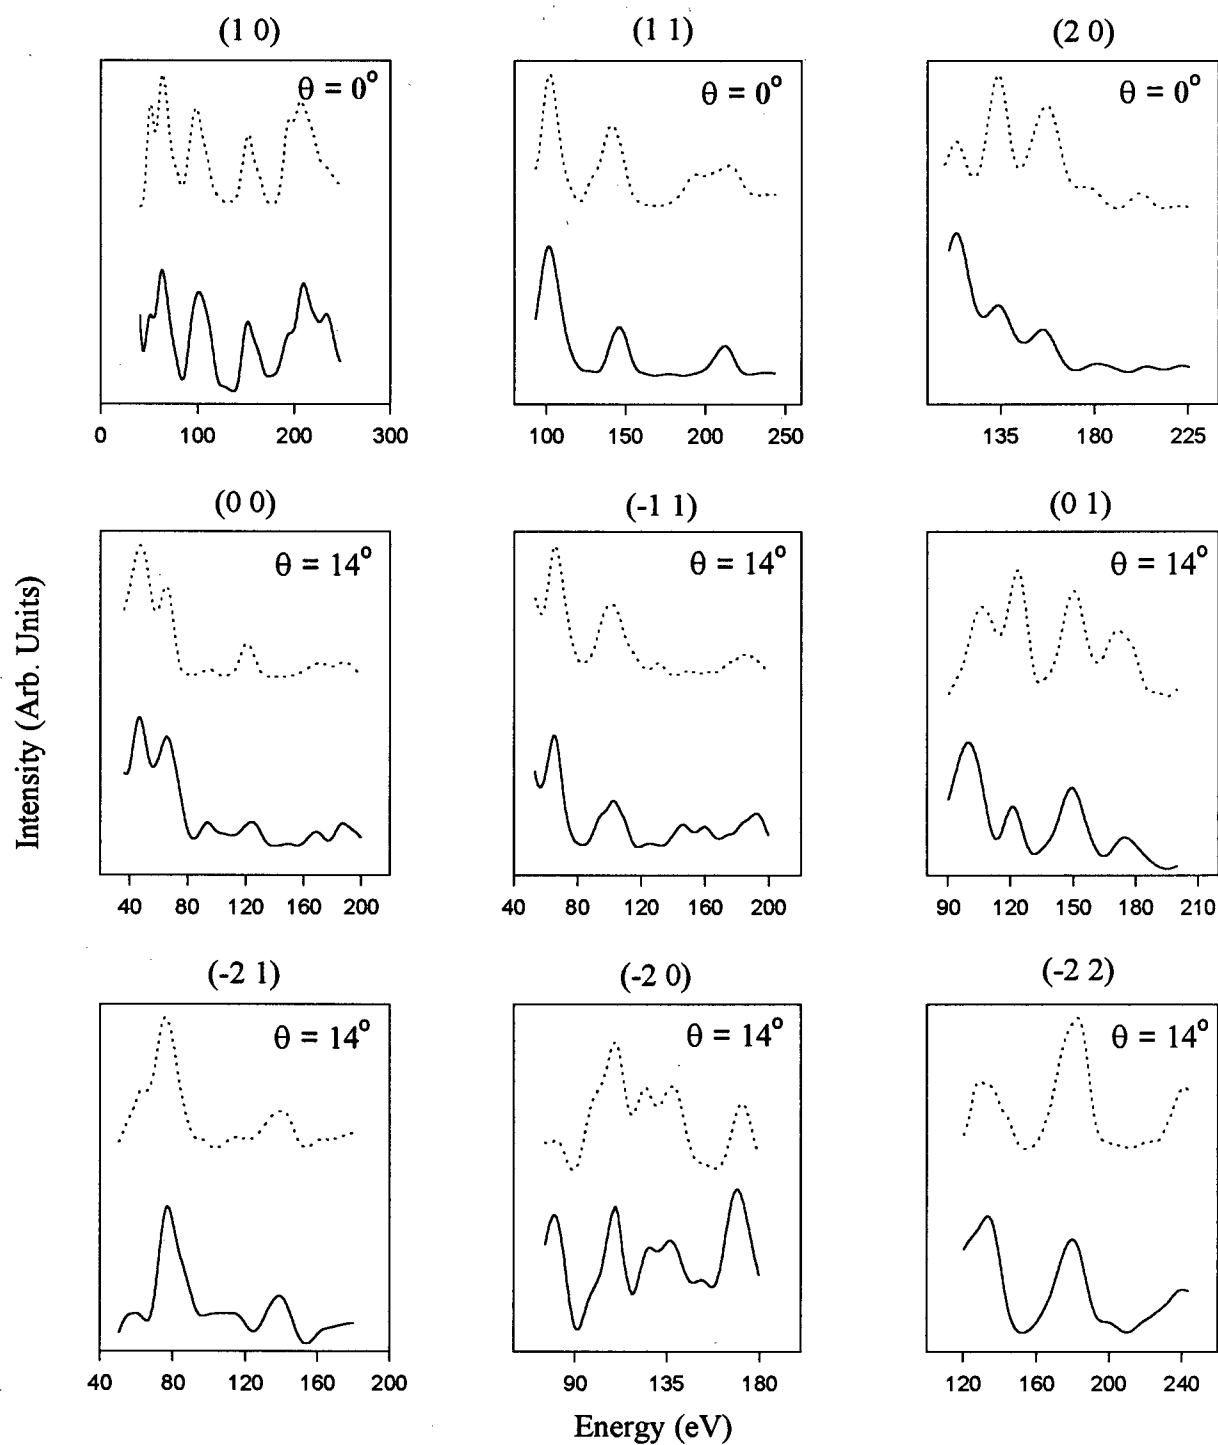 (1 0) (1 1) (2 0)
θ = 0° θ = 0° θ = 0°
0 100 200 300 100 150 200 250 135 180 225
(0 0) (-1 1) (0 1)
θ = 14° θ = 14° θ = 14°
Intensity (Arb. Units)
40 80 120 160 200 40 80 120 160 200 90 120 150 180 210
(-2 1) (-2 0) (-2 2)
θ = 14° θ = 14° θ = 14°
40 80 120 160 200 90 135 180 120 160 200 240
Energy (eV)